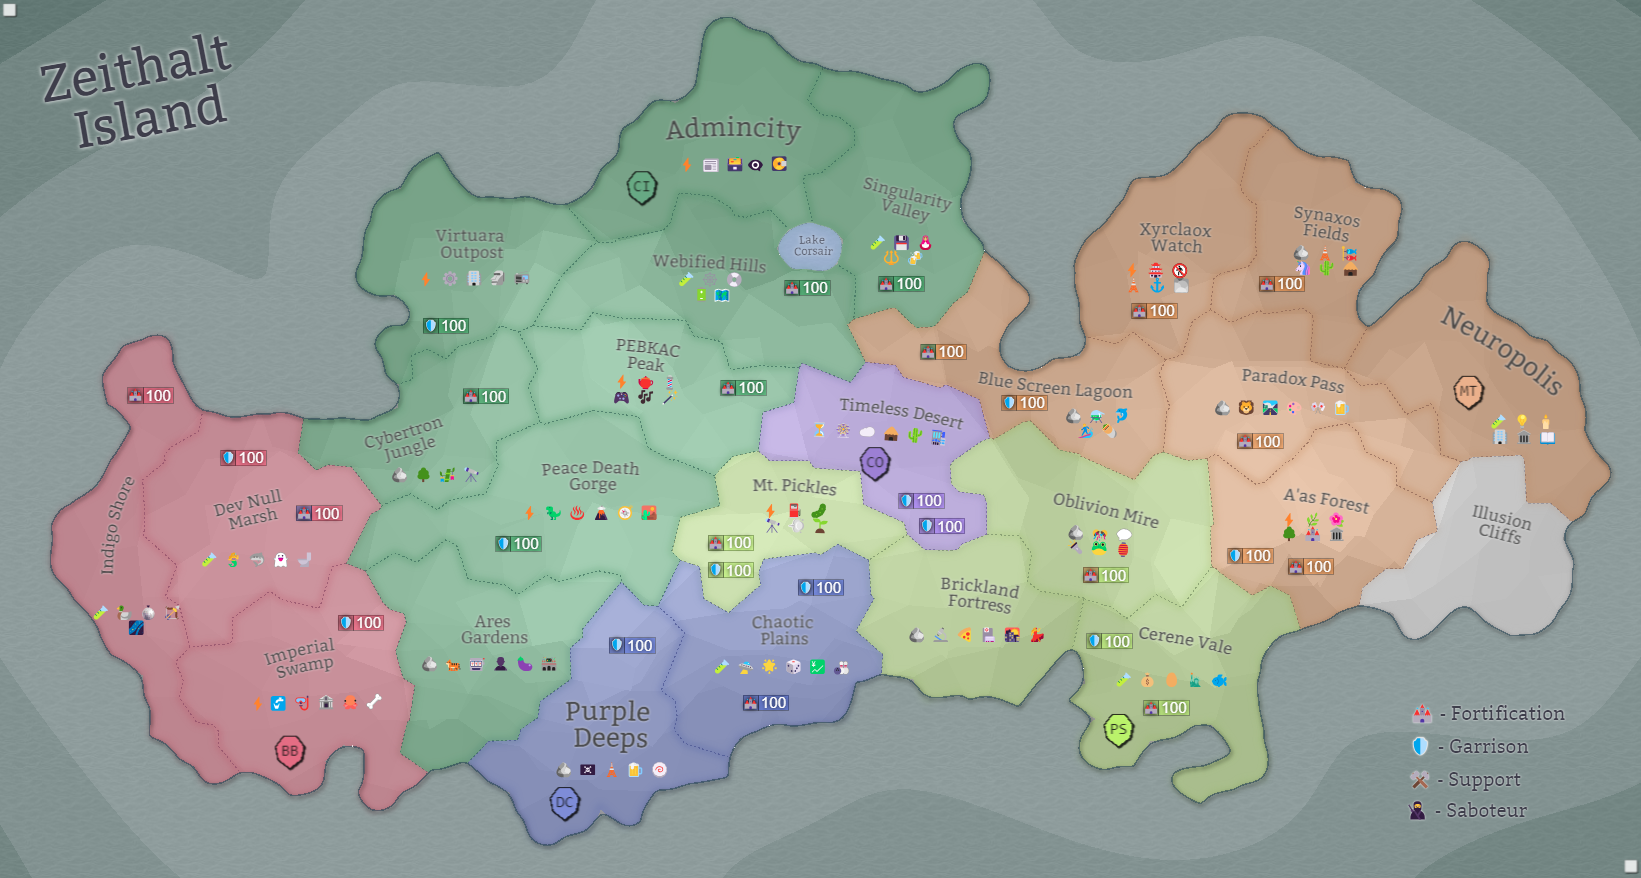 Zeithalt
Island
Admincity
CI
Singularity
Valley
Virtuara
Outpost
Webified Hills
Lake
Corsair
100
100
100
Xyrclaox
Watch
100
Synaxos
Fields
100
Neuropolis
MT
PEBKAC
Peak
100
100
100
Cybertron
Jungle
Blue Screen Lagoon
100
Paradox Pass
100
Timeless Desert
CO
100
100
100
Indigo Shore
100
Dev Null
Marsh
100
Peace Death
Gorge
100
Mt. Pickles
100
100
Oblivion Mire
100
A'as Forest
100
100
Illusion
Cliffs
Ares
Gardens
100
Imperial
Swamp
BB
100
Purple
Deeps
DC
100
Chaotic
Plains
100
Brickland
Fortress
100
Cerene Vale
100
PS
- Fortification
- Garrison
- Support
- Saboteur